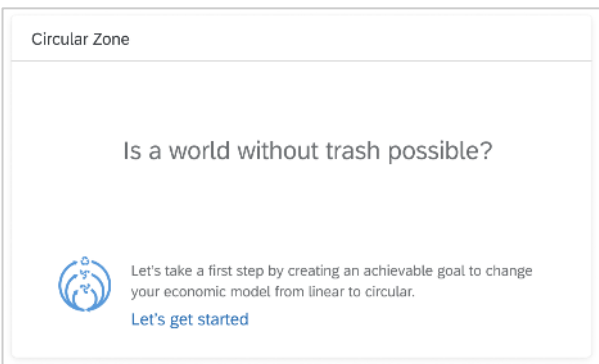 Circular Zone
Is a world without trash possible?
Let's take a first step by creating an achievable goal to change
your economic model from linear to circular.
Let's get started